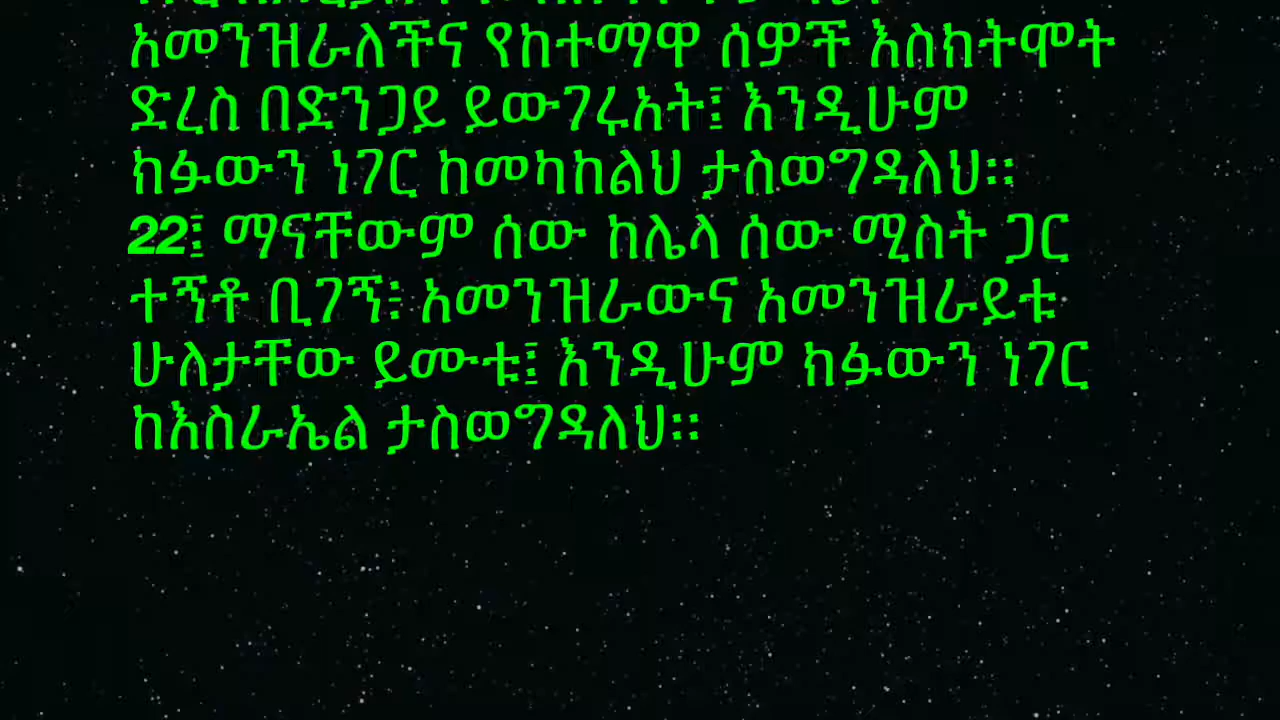 አመንዝራለችና የከተማዋ ሰዎች እስክትሞት
ድረስ በድንጋይ ይውገሩአት፤ እንዲሁም
ክፉውን ነገር ከመካከልህ ታስወግዳለህ።
22፤ ማናቸውም ሰው ከሌላ ሰው ሚስት ጋር
ተኝቶ ቢገኝ፥ አመንዝራውና አመንዝራይቱ
ሁለታቸው ይሙቱ፤ እንዲሁም ክፉውን ነገር
ከእስራኤል ታስወግዳለህ።